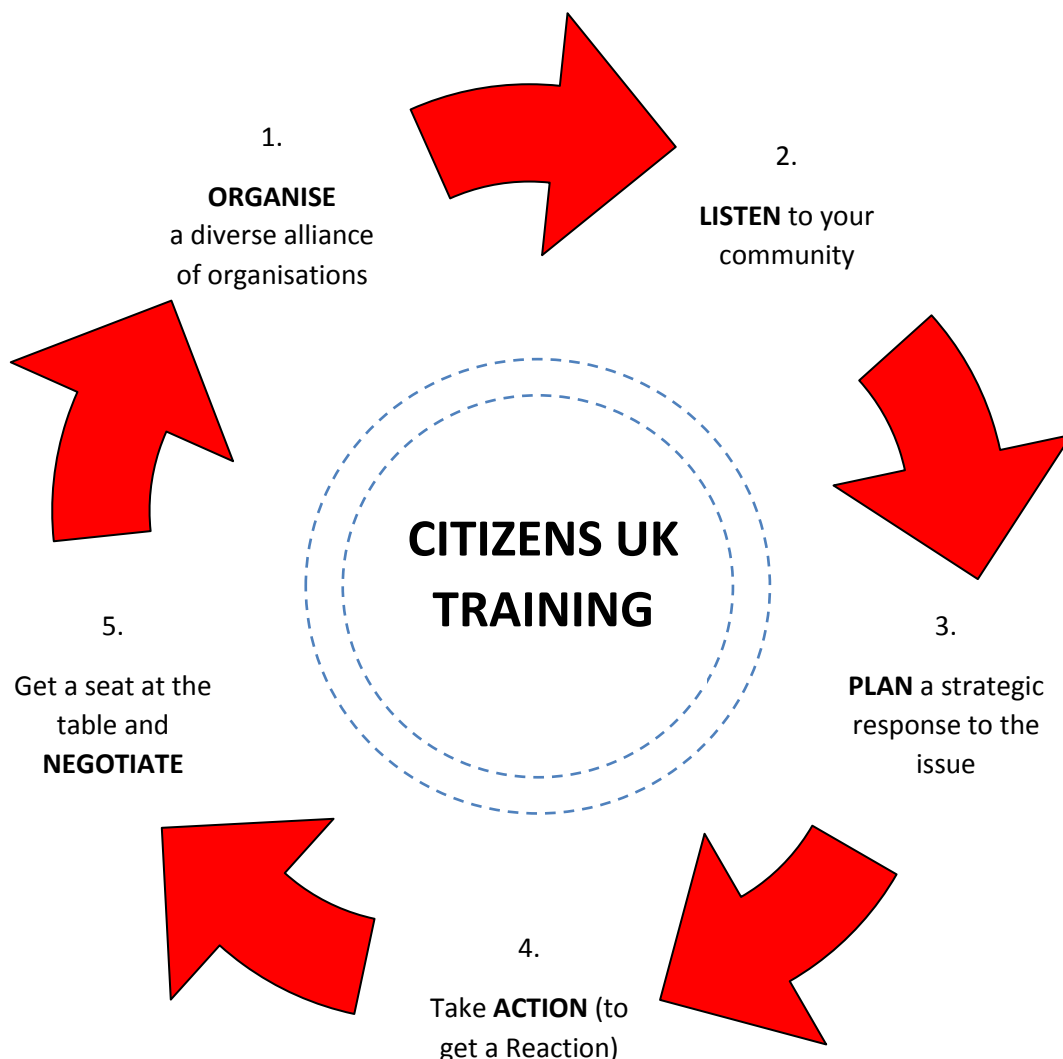 1.
ORGANISE
a diverse alliance
of organisations
2.
LISTEN to your
community
3.
PLAN a strategic
response to the
issue
4.
Take ACTION (to
get a Reaction)
5.
Get a seat at the
table and
NEGOTIATE
CITIZENS UK
TRAINING